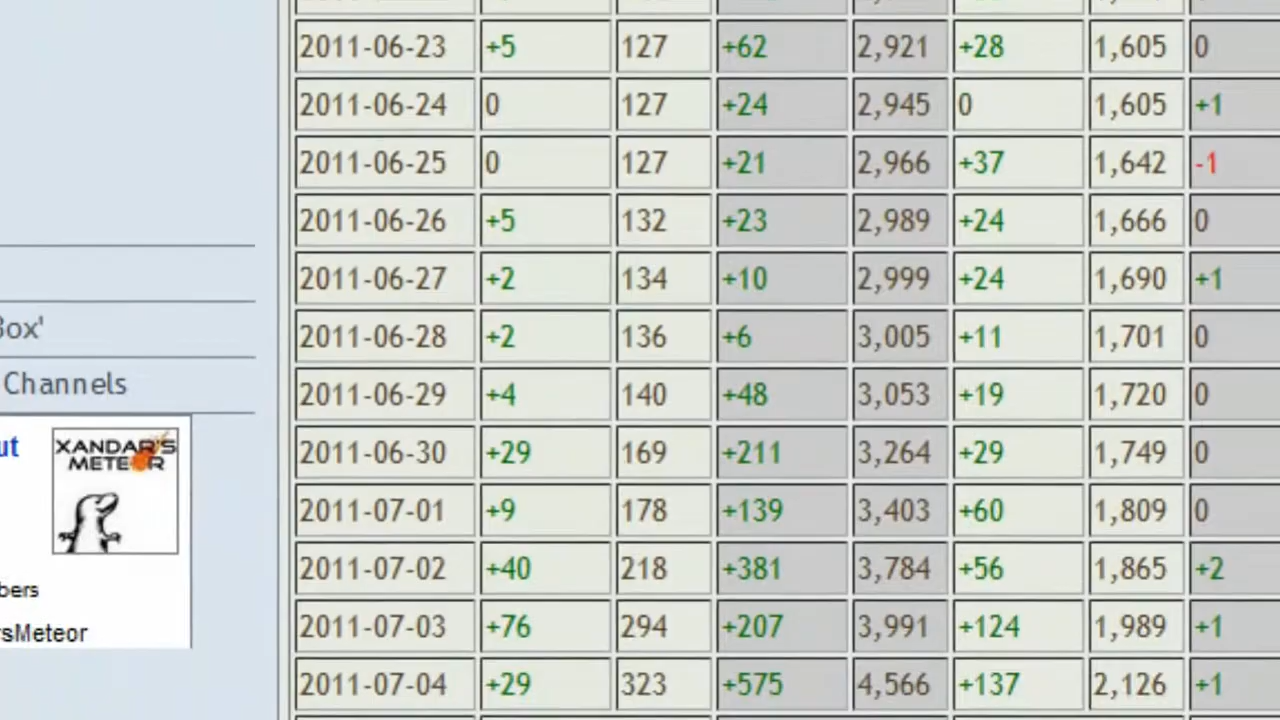 2011-06-23 +5 127 +62 2,921 +28 1,605 0
2011-06-24 0 127 +24 2,945 0 1,605 +1
2011-06-25 0 127 +21 2,966 +37 1,642 -1
2011-06-26 +5 132 +23 2,989 +24 1,666 0
2011-06-27 +2 134 +10 2,999 +24 1,690 +1
2011-06-28 +2 136 +6 3,005 +11 1,701 0
2011-06-29 +4 140 +48 3,053 +19 1,720 0
2011-06-30 +29 169 +211 3,264 +29 1,749 0
2011-07-01 +9 178 +139 3,403 +60 1,809 0
2011-07-02 +40 218 +381 3,784 +56 1,865 +2
2011-07-03 +76 294 +207 3,991 +124 1,989 +1
2011-07-04 +29 323 +575 4,566 +137 2,126 +1
Box'
Channels
ut
XANDAR'S
METEOR
bers
rsMeteor